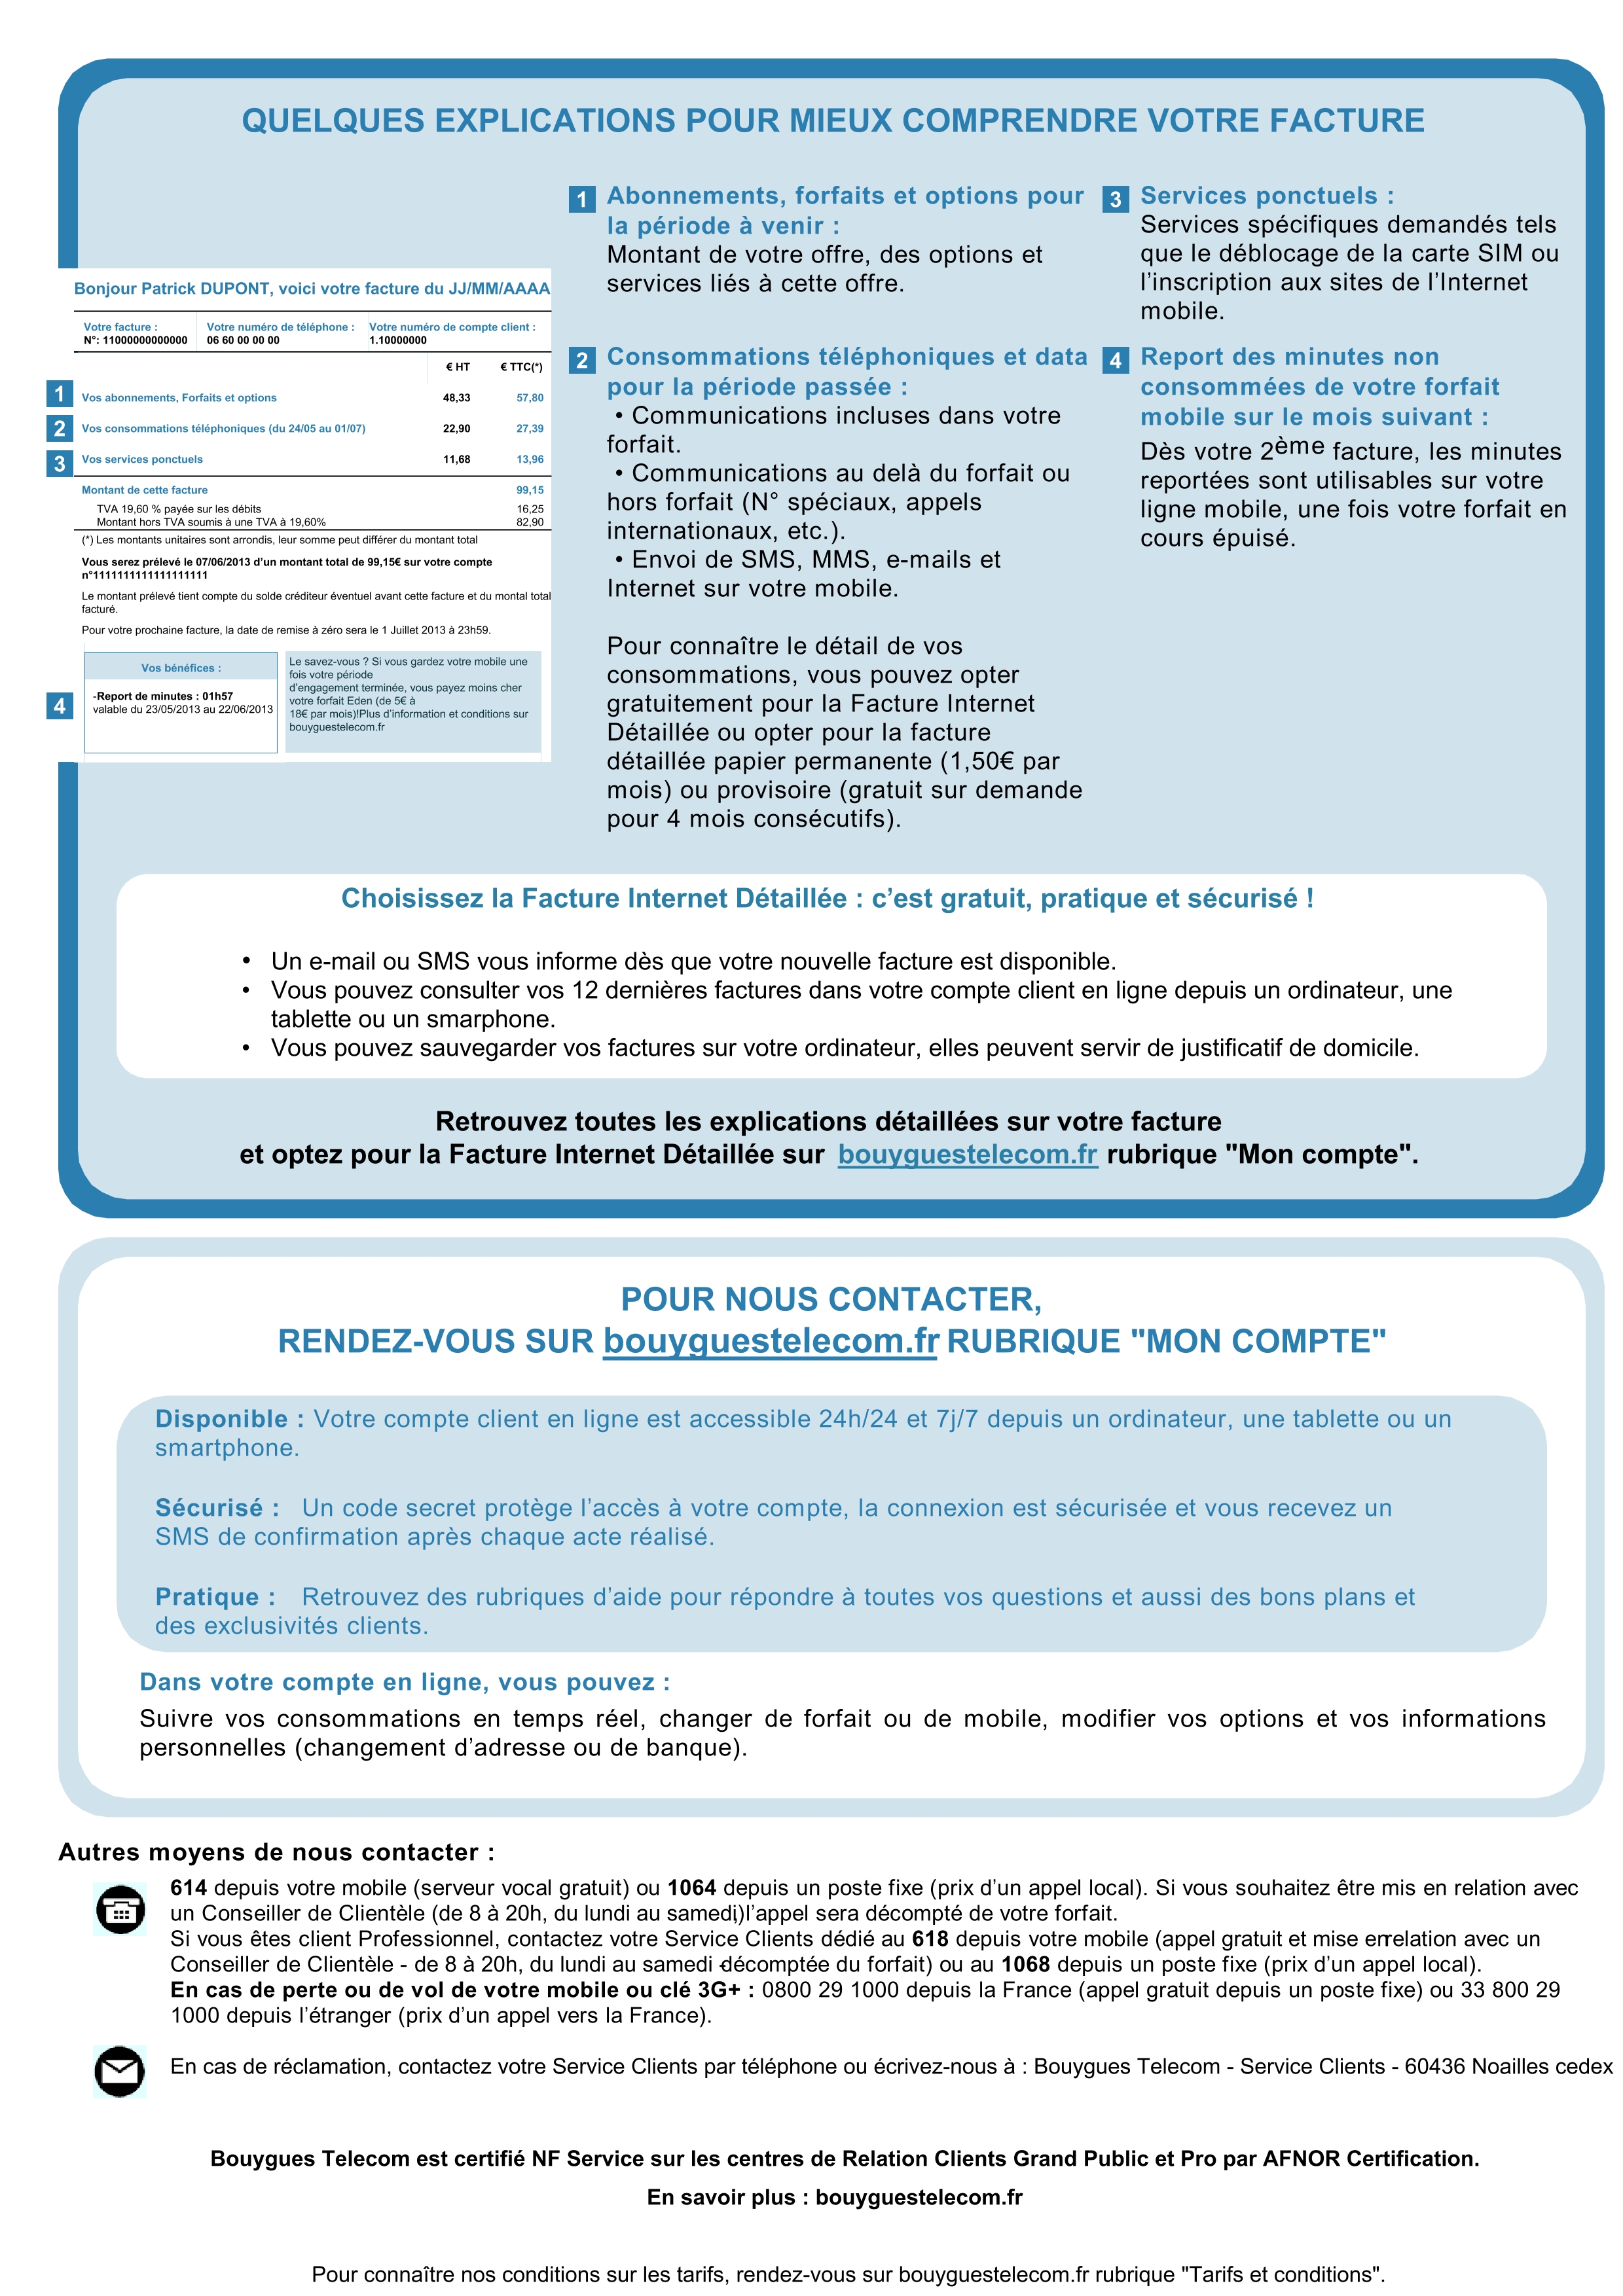 QUELQUES EXPLICATIONS POUR MIEUX COMPRENDRE VOTRE FACTURE
Bonjour Patrick DUPONT, voici votre facture du JJ/MM/AAAA
Votre facture : Votre numéro de téléphone : Votre numéro de compte client :
N°: 11000000000000 06 60 00 00 00 1.10000000
€ HT € TTC(*)
1 Vos abonnements, Forfaits et options 48,33 57,80
2 Vos consommations téléphoniques (du 24/05 au 01/07) 22,90 27,39
3 Vos services ponctuels 11,68 13,96
Montant de cette facture 99,15
TVA 19,60 % payée sur les débits 16,25
Montant hors TVA soumis à une TVA à 19,60% 82,90
(*) Les montants unitaires sont arrondis, leur somme peut différer du montant total
Vous serez prélevé le 07/06/2013 d'un montant total de 99,15€ sur votre compte
n°1111111111111111111
Le montant prélevé tient compte du solde créditeur éventuel avant cette facture et du montal total
facturé.
Pour votre prochaine facture, la date de remise à zéro sera le 1 Juillet 2013 à 23h59.
4 Vos bénéfices :
-Report de minutes : 01h57
valable du 23/05/2013 au 22/06/2013
Le savez-vous ? Si vous gardez votre mobile une
fois votre période
d'engagement terminée, vous payez moins cher
votre forfait Eden (de 5€ à
18€ par mois)!Plus d'information et conditions sur
bouyguestelecom.fr
1 Abonnements, forfaits et options pour
la période à venir :
Montant de votre offre, des options et
services liés à cette offre.
2 Consommations téléphoniques et data
pour la période passée :
• Communications incluses dans votre
forfait.
• Communications au delà du forfait ou
hors forfait (N° spéciaux, appels
internationaux, etc.).
• Envoi de SMS, MMS, e-mails et
Internet sur votre mobile.
Pour connaître le détail de vos
consommations, vous pouvez opter
gratuitement pour la Facture Internet
Détaillée ou opter pour la facture
détaillée papier permanente (1,50€ par
mois) ou provisoire (gratuit sur demande
pour 4 mois consécutifs).
3 Services ponctuels :
Services spécifiques demandés tels
que le déblocage de la carte SIM ou
l'inscription aux sites de l'Internet
mobile.
4 Report des minutes non
consommées de votre forfait
mobile sur le mois suivant :
Dès votre 2ème facture, les minutes
reportées sont utilisables sur votre
ligne mobile, une fois votre forfait en
cours épuisé.
Choisissez la Facture Internet Détaillée : c'est gratuit, pratique et sécurisé !
• Un e-mail ou SMS vous informe dès que votre nouvelle facture est disponible.
• Vous pouvez consulter vos 12 dernières factures dans votre compte client en ligne depuis un ordinateur, une
tablette ou un smarphone.
• Vous pouvez sauvegarder vos factures sur votre ordinateur, elles peuvent servir de justificatif de domicile.
Retrouvez toutes les explications détaillées sur votre facture
et optez pour la Facture Internet Détaillée sur bouyguestelecom.fr rubrique "Mon compte".
POUR NOUS CONTACTER,
RENDEZ-VOUS SUR bouyguestelecom.fr RUBRIQUE "MON COMPTE"
Disponible : Votre compte client en ligne est accessible 24h/24 et 7j/7 depuis un ordinateur, une tablette ou un
smartphone.
Sécurisé : Un code secret protège l'accès à votre compte, la connexion est sécurisée et vous recevez un
SMS de confirmation après chaque acte réalisé.
Pratique : Retrouvez des rubriques d'aide pour répondre à toutes vos questions et aussi des bons plans et
des exclusivités clients.
Dans votre compte en ligne, vous pouvez :
Suivre vos consommations en temps réel, changer de forfait ou de mobile, modifier vos options et vos informations
personnelles (changement d'adresse ou de banque).
Autres moyens de nous contacter :
614 depuis votre mobile (serveur vocal gratuit) ou 1064 depuis un poste fixe (prix d'un appel local). Si vous souhaitez être mis en relation avec
un Conseiller de Clientèle (de 8 à 20h, du lundi au samedi)l'appel sera décompté de votre forfait.
Si vous êtes client Professionnel, contactez votre Service Clients dédié au 618 depuis votre mobile (appel gratuit et mise en relation avec un
Conseiller de Clientèle - de 8 à 20h, du lundi au samedi -décomptée du forfait) ou au 1068 depuis un poste fixe (prix d'un appel local).
En cas de perte ou de vol de votre mobile ou clé 3G+ : 0800 29 1000 depuis la France (appel gratuit depuis un poste fixe) ou 33 800 29
1000 depuis l'étranger (prix d'un appel vers la France).
En cas de réclamation, contactez votre Service Clients par téléphone ou écrivez-nous à : Bouygues Telecom - Service Clients - 60436 Noailles cedex
Bouygues Telecom est certifié NF Service sur les centres de Relation Clients Grand Public et Pro par AFNOR Certification.
En savoir plus : bouyguestelecom.fr
Pour connaître nos conditions sur les tarifs, rendez-vous sur bouyguestelecom.fr rubrique "Tarifs et conditions".